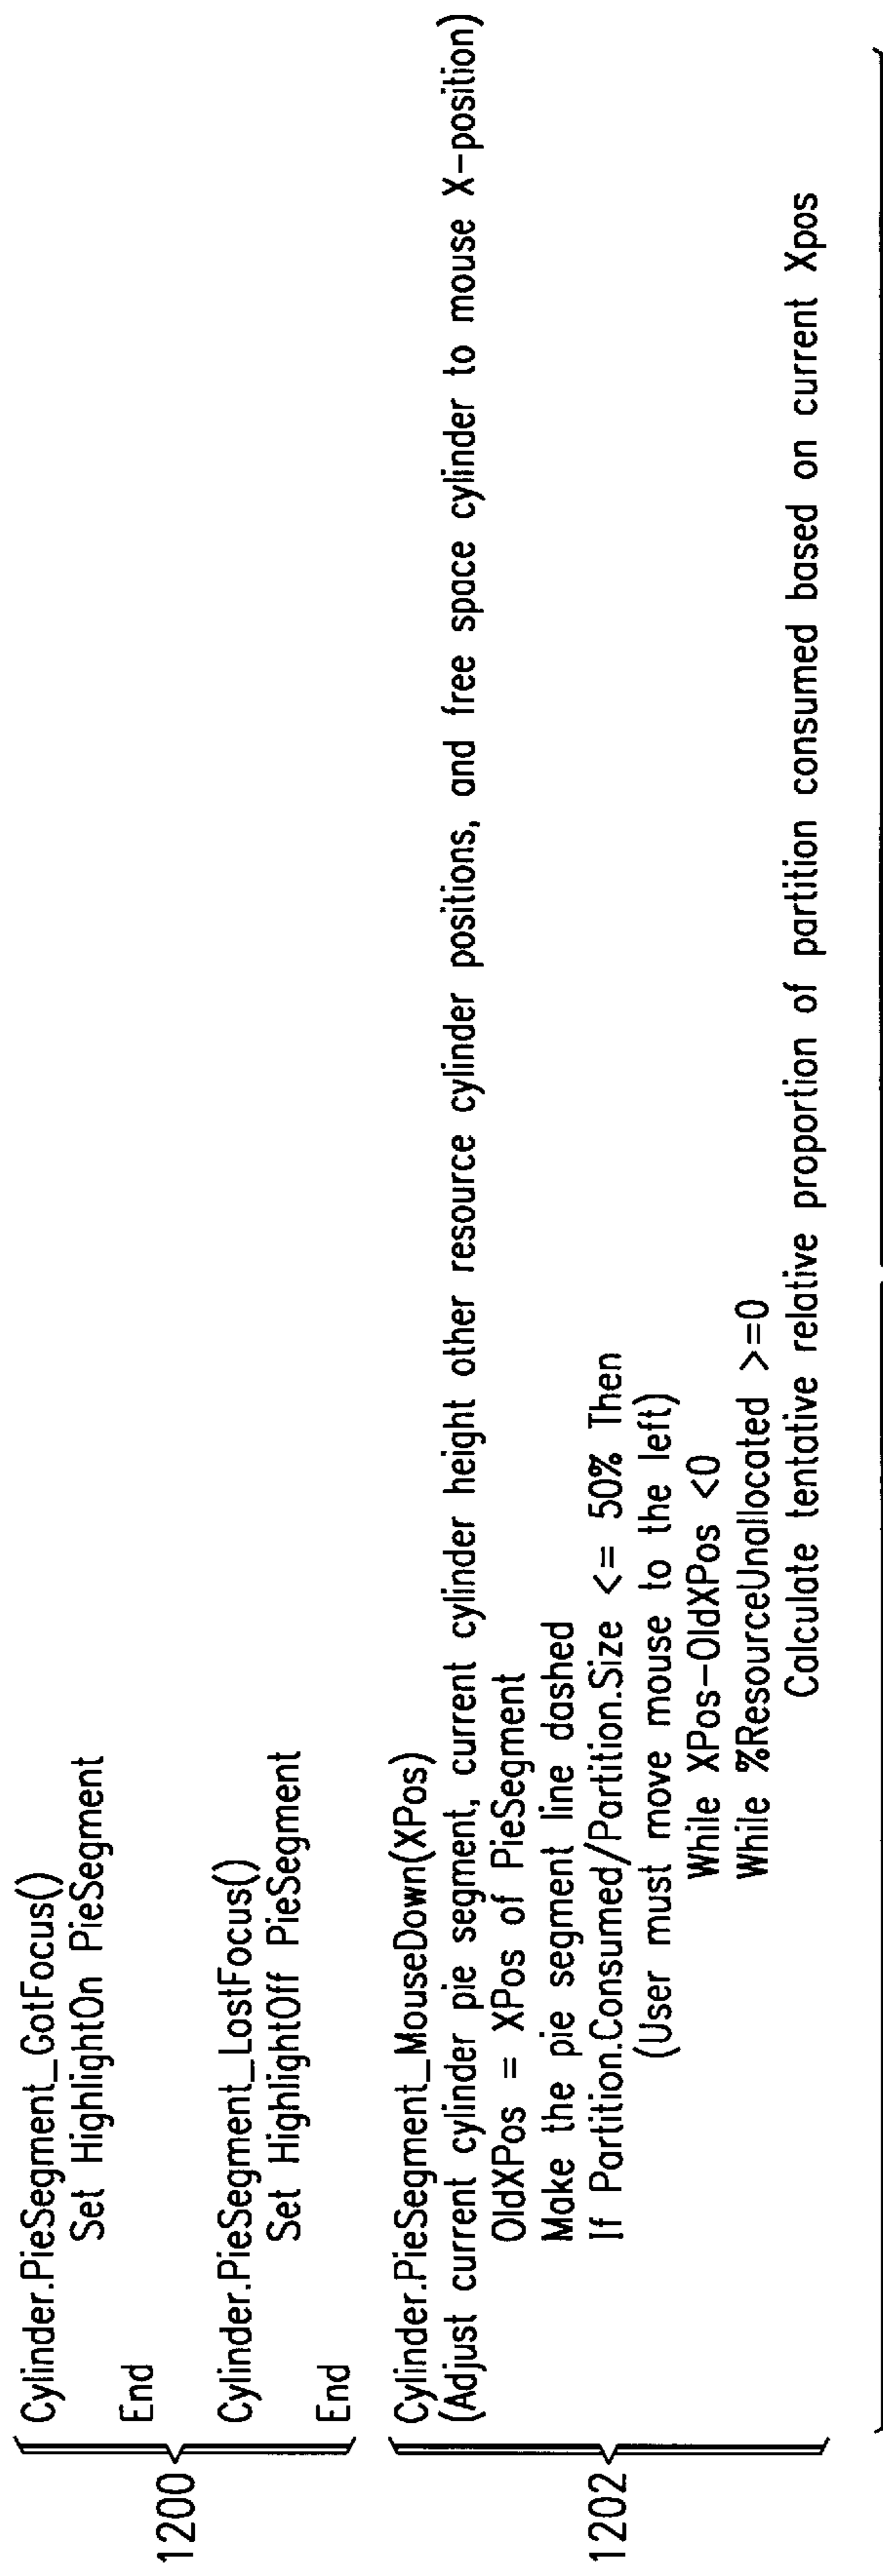 1200
Cylinder.PieSegment_GotFocus()
Set HighlightOn PieSegment
End
Cylinder.PieSegment_LostFocus()
Set HighlightOff PieSegment
End
1202
Cylinder.PieSegment_MouseDown(XPos)
(Adjust current cylinder pie segment, current cylinder height other resource cylinder positions, and free space cylinder to mouse X-position)
OldXPos = XPos of PieSegment
Make the pie segment line dashed
If Partition.Consumed/Partition.Size <= 50% Then
(User must move mouse to the left)
While XPos-OldXPos <0
While %ResourceUnallocated >=0
Calculate tentative relative proportion of partition consumed based on current Xpos